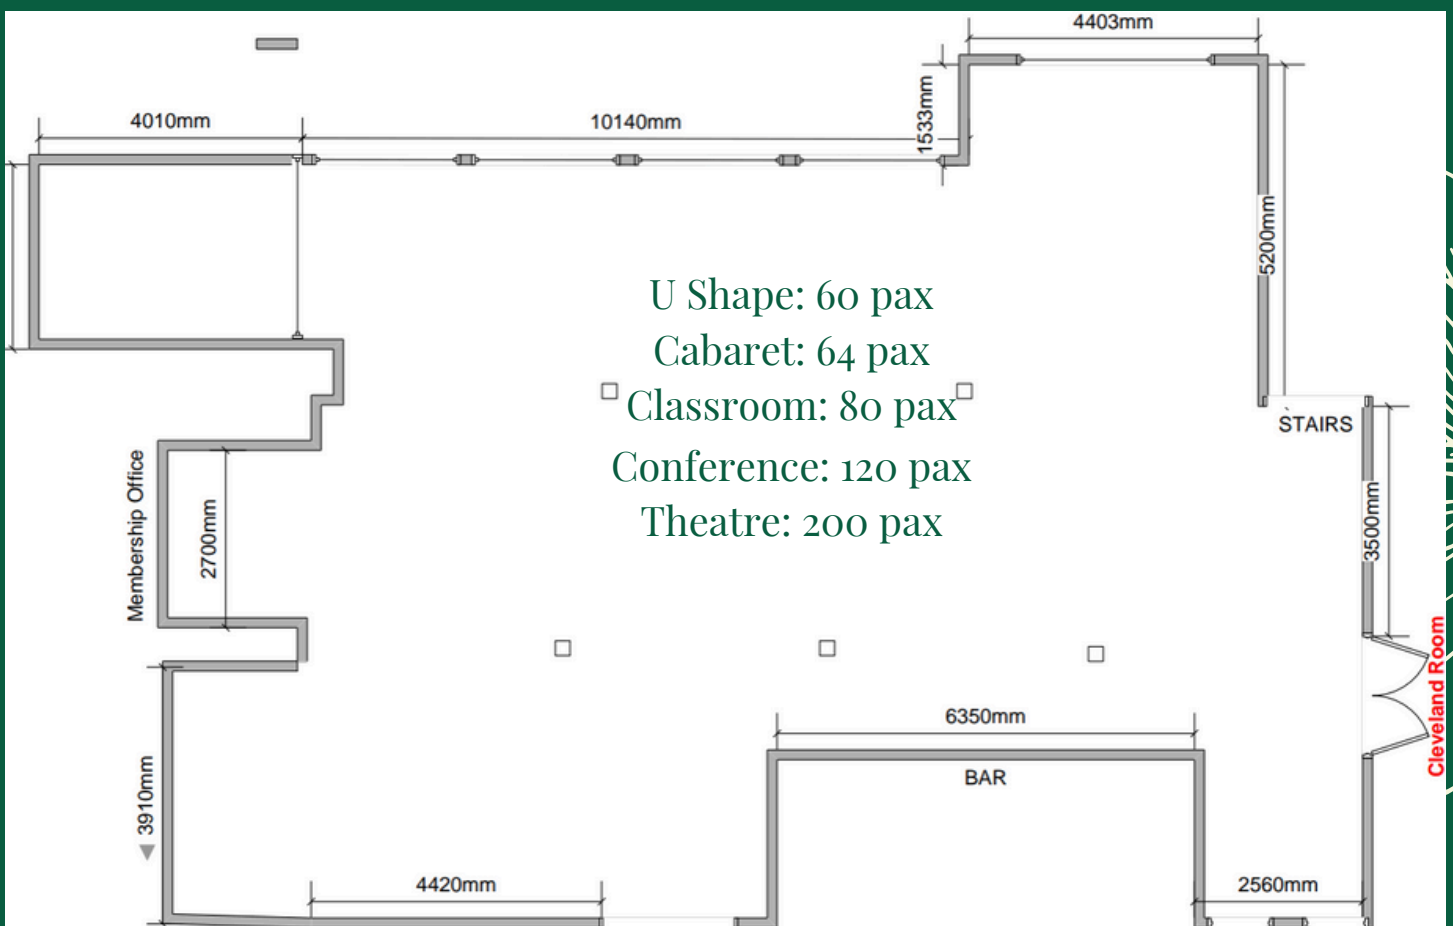 4403mm
4010mm
10140mm
1533mm
5200mm
U Shape: 60 pax
Cabaret: 64 pax
Classroom: 80 pax
STAIRS
Conference: 120 pax
Theatre: 200 pax
Membership Office
2700mm
3500mm
Cleveland Room
6350mm
BAR
3910mm
4420mm
2560mm